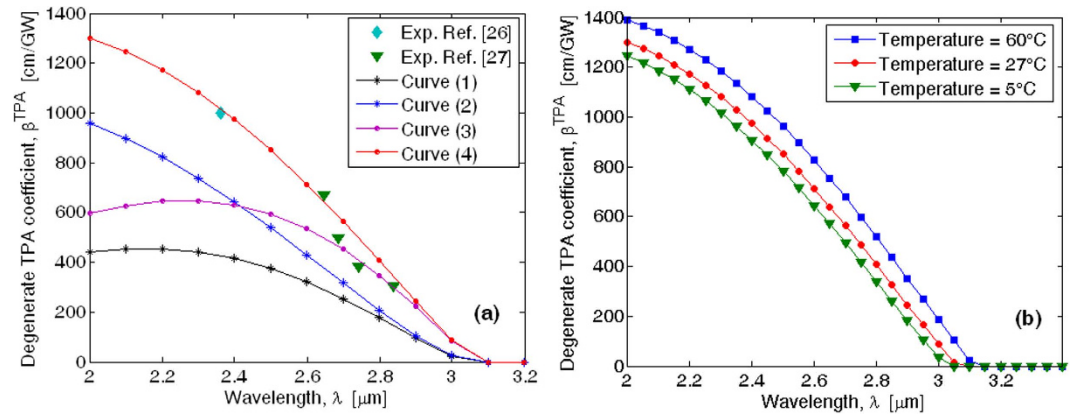 Degenerate TPA coefficient, β^TPA [cm/GW]
1400
1200
1000
800
600
400
200
0
2
2.2
2.4
2.6
2.8
3
3.2
Wavelength, λ [μm]
Exp. Ref. [26]
Exp. Ref. [27]
Curve (1)
Curve (2)
Curve (3)
Curve (4)
(a)
Degenerate TPA coefficient, β^TPA [cm/GW]
1400
1200
1000
800
600
400
200
0
2
2.2
2.4
2.6
2.8
3
3.2
Wavelength, λ [μm]
Temperature = 60°C
Temperature = 27°C
Temperature = 5°C
(b)